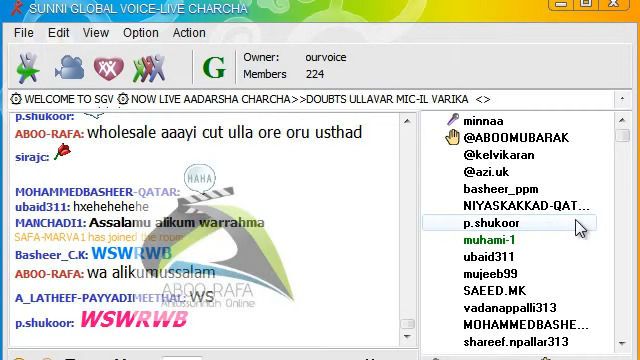 SUNNI GLOBAL VOICE-LIVE CHARCHA
File Edit View Option Action
G
Owner: ourvoice
Members 224
WELCOME TO SGV NOW LIVE AADARSHA CHARCHA>>DOUBTS ULLAVAR MIC-IL VARIKA <>
p.shukoor:
ABOO-RAFA: wholesale aaayi cut ulla ore oru usthad
sirajc:
HAHA
MOHAMMEDBASHEER-QATAR:
ubaid311: hxehehehehe
MANCHADI1: Assalamu alikum warrahma
SAFA-MARVA1 has joined the room
Basheer_C.K: WSWRWB
ABOO-RAFA: wa alikumussalam
A_LATHEEF-PAYYADIMEETHAL: ws
p.shukoor: WSWRWB
ABOO-RAFA
Ahlussunnah Online
minnaa
@ABOOMUBARAK
@kelvikaran
@azi.uk
basheer_ppm
NIYASKAKKAD-QAT...
p.shukoor
muhami-1
ubaid311
mujeeb99
SAEED.MK
vadanappalli313
MOHAMMEDBASHE...
shareef.npallar313